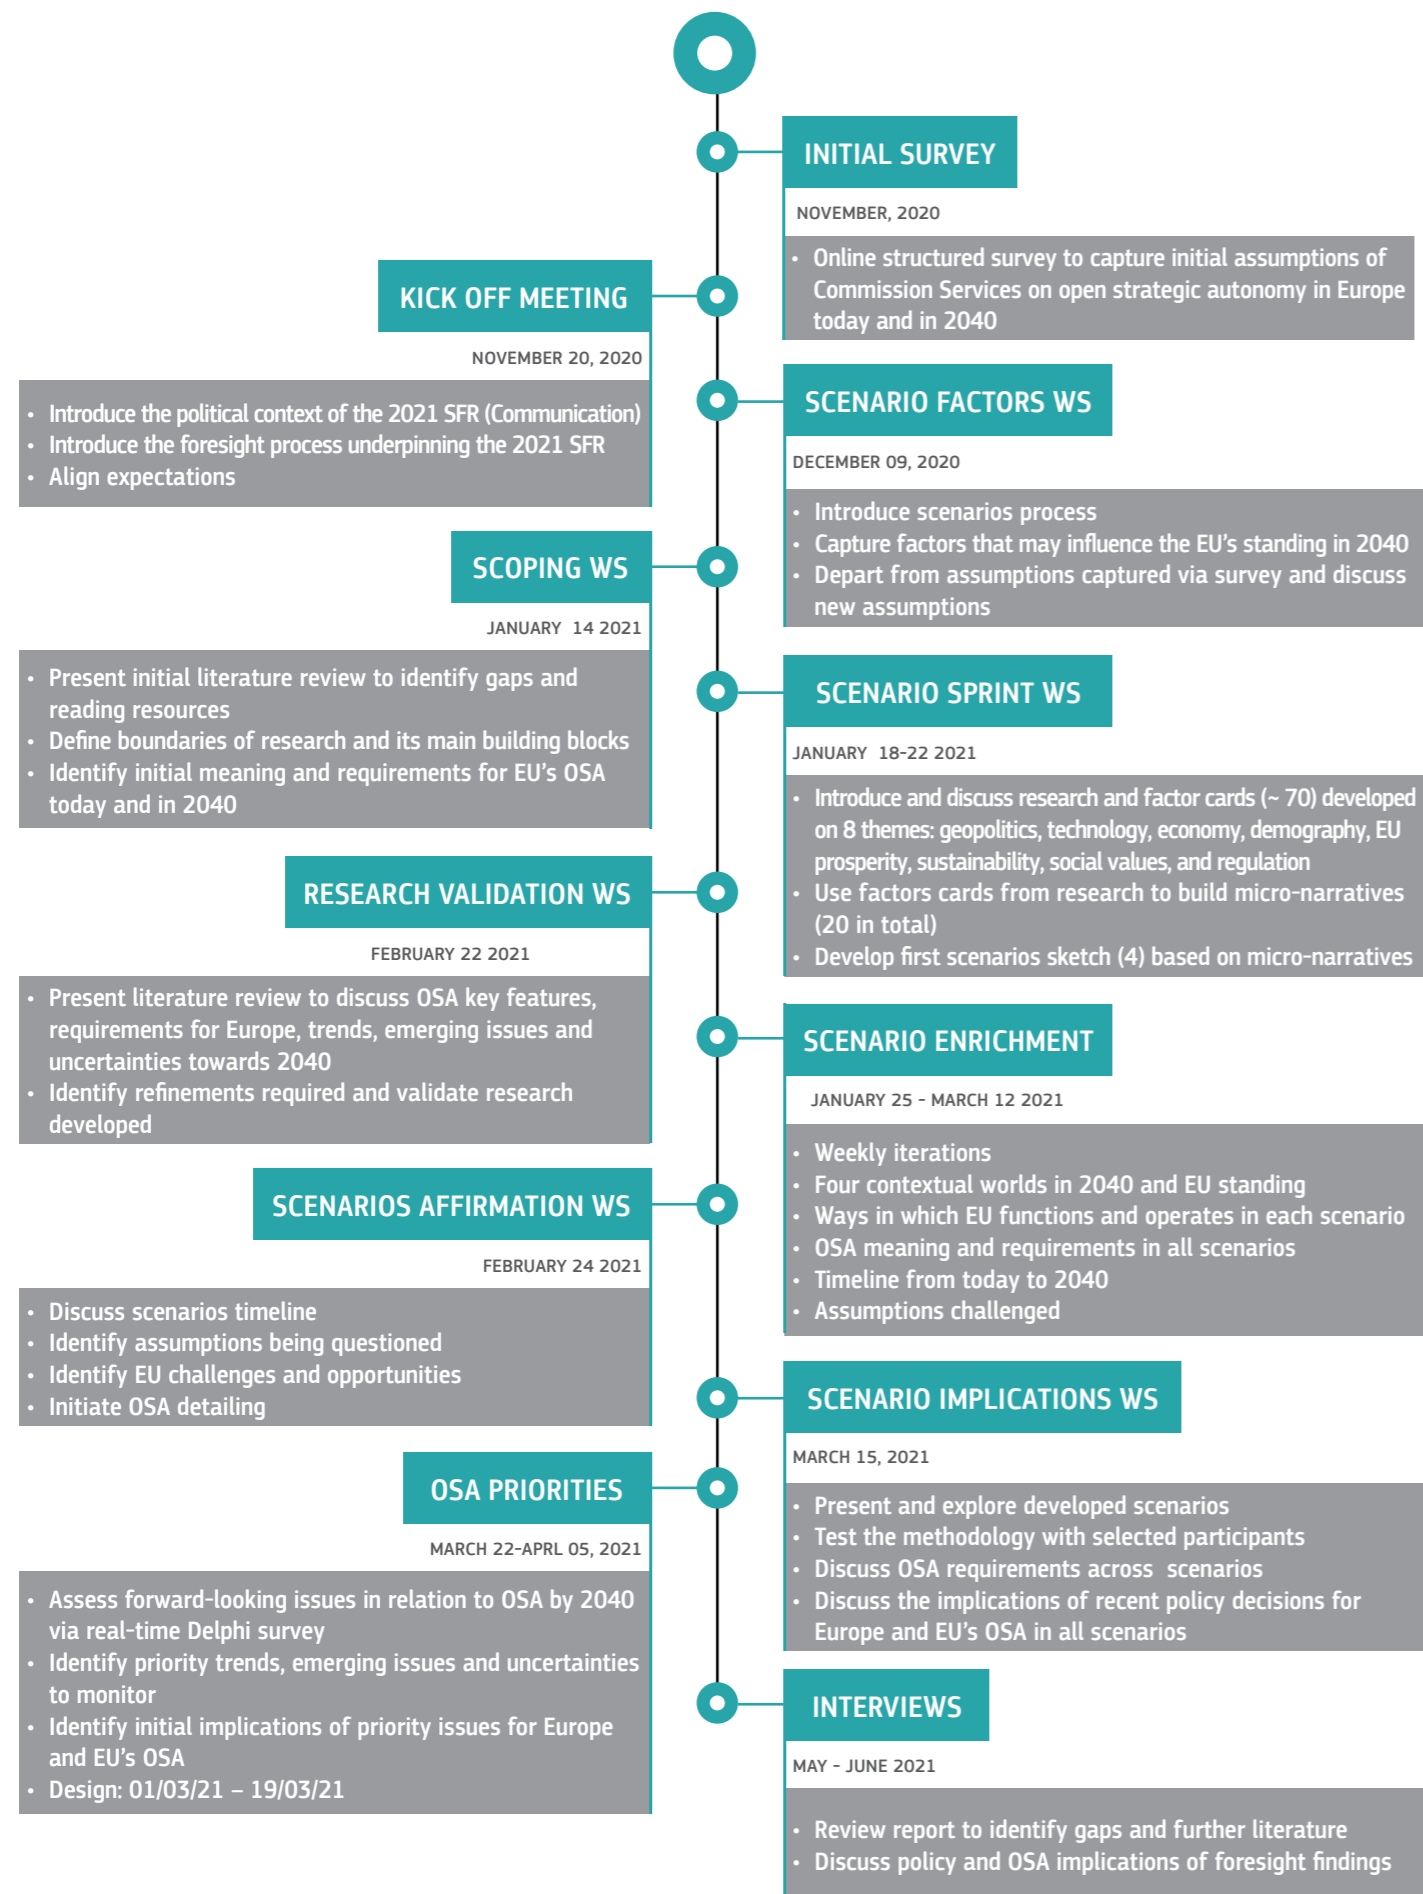 INITIAL SURVEY
NOVEMBER, 2020
• Online structured survey to capture initial assumptions of
Commission Services on open strategic autonomy in Europe
today and in 2040
KICK OFF MEETING
NOVEMBER 20, 2020
• Introduce the political context of the 2021 SFR (Communication)
• Introduce the foresight process underpinning the 2021 SFR
• Align expectations
SCENARIO FACTORS WS
DECEMBER 09, 2020
• Introduce scenarios process
• Capture factors that may influence the EU's standing in 2040
• Depart from assumptions captured via survey and discuss
new assumptions
SCOPING WS
JANUARY 14 2021
• Present initial literature review to identify gaps and
reading resources
• Define boundaries of research and its main building blocks
• Identify initial meaning and requirements for EU's OSA
today and in 2040
SCENARIO SPRINT WS
JANUARY 18-22 2021
• Introduce and discuss research and factor cards (~ 70) developed
on 8 themes: geopolitics, technology, economy, demography, EU
prosperity, sustainability, social values, and regulation
• Use factors cards from research to build micro-narratives
(20 in total)
• Develop first scenarios sketch (4) based on micro-narratives
RESEARCH VALIDATION WS
FEBRUARY 22 2021
• Present literature review to discuss OSA key features,
requirements for Europe, trends, emerging issues and
uncertainties towards 2040
• Identify refinements required and validate research
developed
SCENARIO ENRICHMENT
JANUARY 25 - MARCH 12 2021
• Weekly iterations
• Four contextual worlds in 2040 and EU standing
• Ways in which EU functions and operates in each scenario
• OSA meaning and requirements in all scenarios
• Timeline from today to 2040
• Assumptions challenged
SCENARIOS AFFIRMATION WS
FEBRUARY 24 2021
• Discuss scenarios timeline
• Identify assumptions being questioned
• Identify EU challenges and opportunities
• Initiate OSA detailing
SCENARIO IMPLICATIONS WS
MARCH 15, 2021
• Present and explore developed scenarios
• Test the methodology with selected participants
• Discuss OSA requirements across scenarios
• Discuss the implications of recent policy decisions for
Europe and EU's OSA in all scenarios
OSA PRIORITIES
MARCH 22-APRL 05, 2021
• Assess forward-looking issues in relation to OSA by 2040
via real-time Delphi survey
• Identify priority trends, emerging issues and uncertainties
to monitor
• Identify initial implications of priority issues for Europe
and EU's OSA
• Design: 01/03/21 – 19/03/21
INTERVIEWS
MAY - JUNE 2021
• Review report to identify gaps and further literature
• Discuss policy and OSA implications of foresight findings